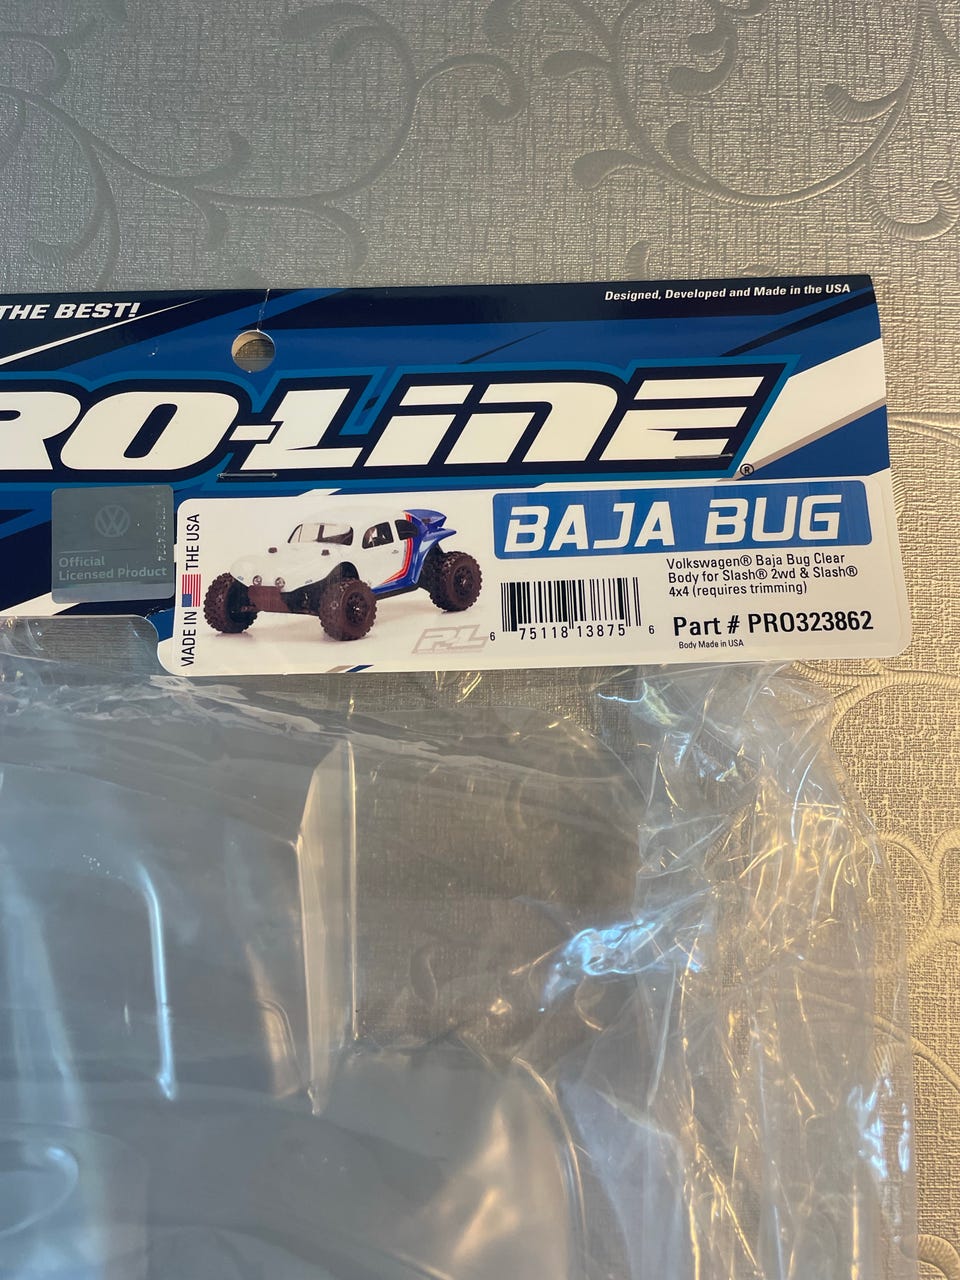 THE BEST!
Designed, Developed and Made in the USA
RO-LINE®
Official
Licensed Product
MADE IN THE USA
BAJA BUG
Volkswagen® Baja Bug Clear
Body for Slash® 2wd & Slash®
4x4 (requires trimming)
6 75118 13875 6
Part # PRO323862
Body Made in USA
PL